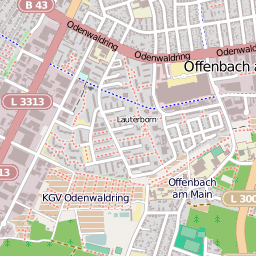 B 43
Odenwaldring
Odenwaldring
Odenwaldring
Offenbach a
L 3313
Lauterborn
13
Offenbach
am Main
L 300
KGV Odenwaldring